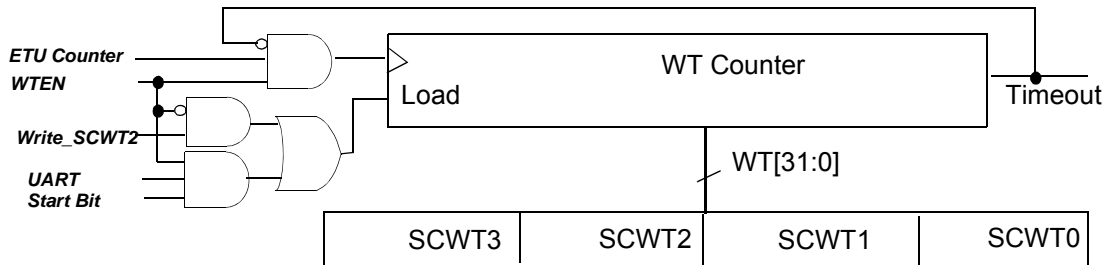 ETU Counter
WTEN
Write_SCWT2
UART
Start Bit
WT Counter
Load
Timeout
WT[31:0]
SCWT3 SCWT2 SCWT1 SCWT0